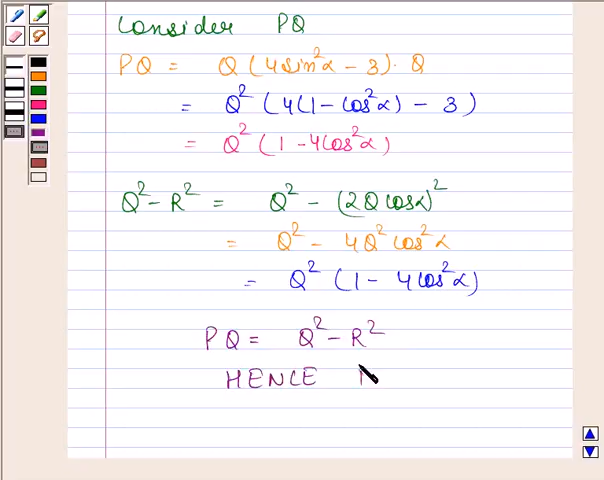 Consider PQ
PQ = Q (4sin²α - 3) · Q
= Q² (4(1 - cos²α) - 3)
= Q² (1 - 4cos²α)
Q² - R² = Q² - (2Q cosα)²
= Q² - 4Q² cos²α
= Q² (1 - 4cos²α)
PQ = Q² - R²
HENCE